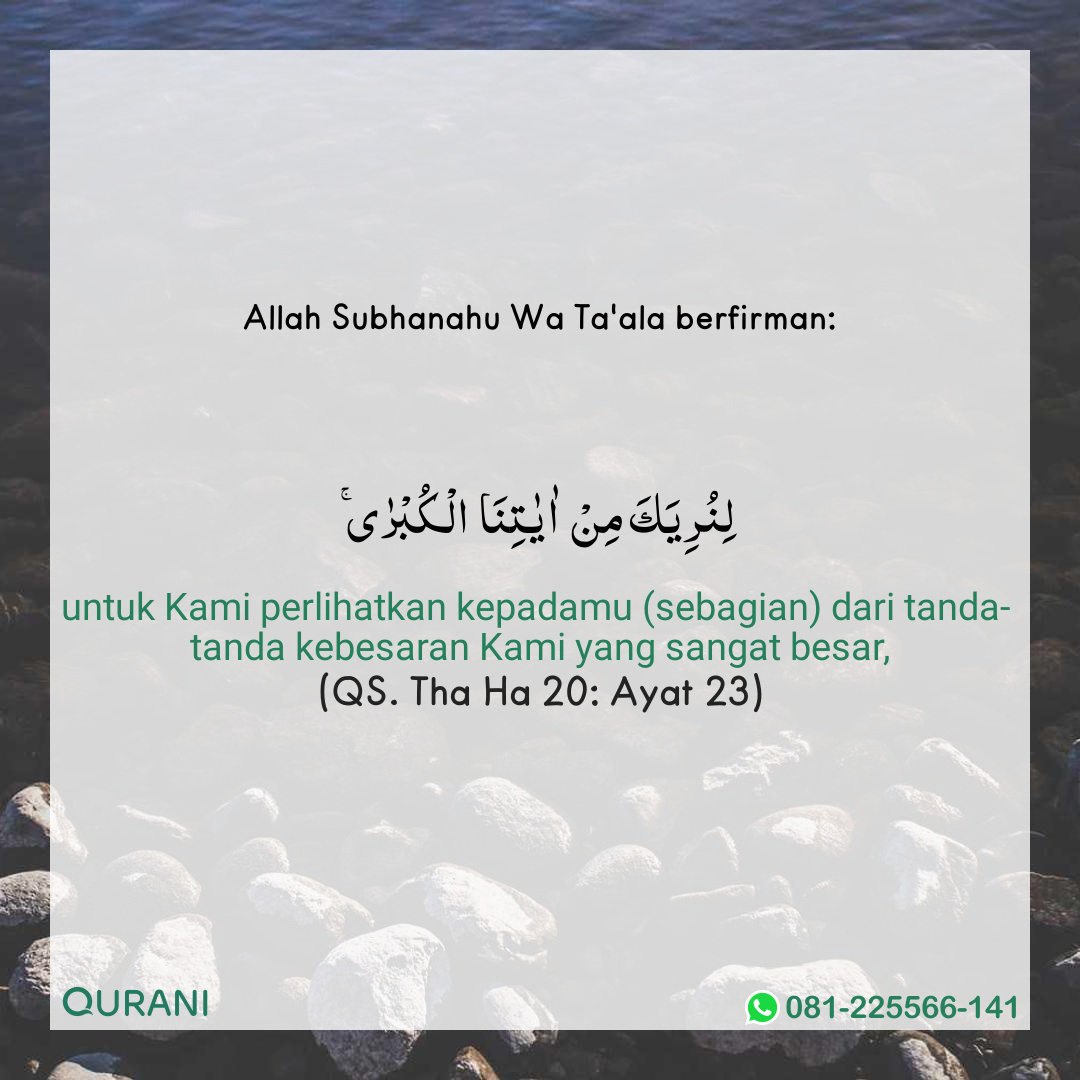 Allah Subhanahu Wa Ta'ala berfirman:
لِنُرِيَكَ مِنْ اٰيٰتِنَا الْكُبْرٰى ۚ
untuk Kami perlihatkan kepadamu (sebagian) dari tanda-
tanda kebesaran Kami yang sangat besar,
(QS. Tha Ha 20: Ayat 23)
QURANI
081-225566-141